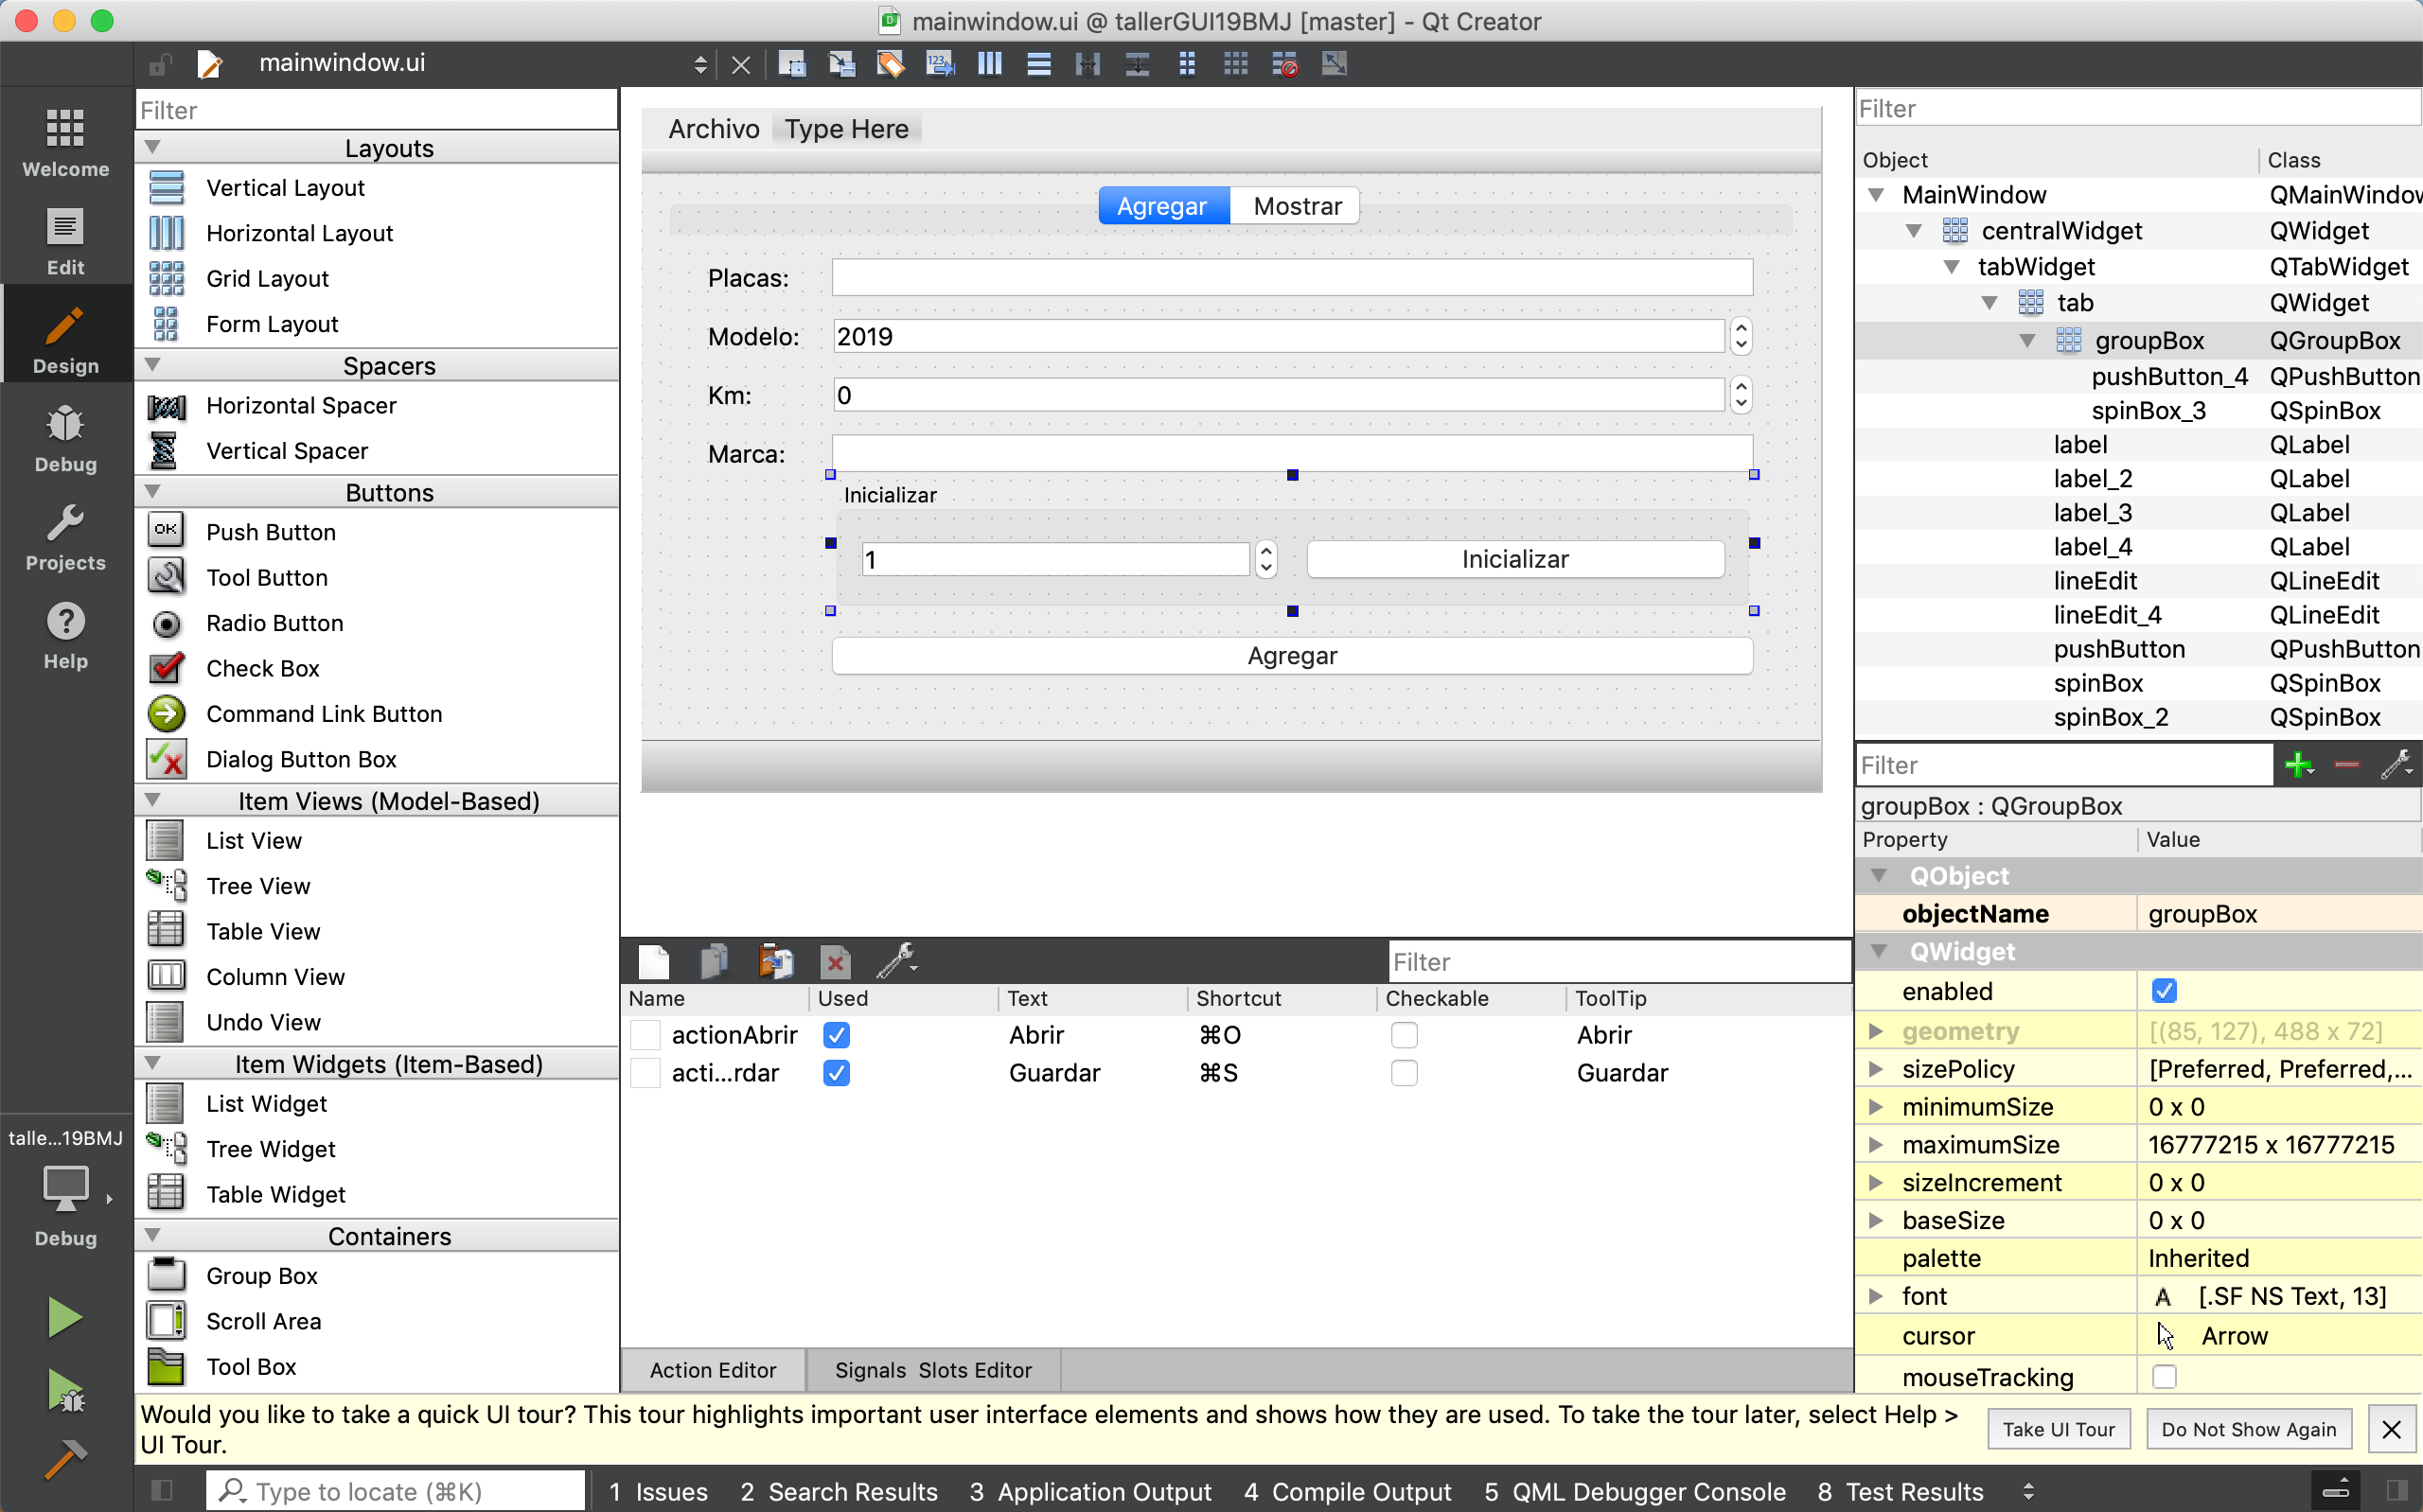 mainwindow.ui @ tallerGUI19BMJ [master] - Qt Creator
mainwindow.ui
Welcome
Edit
Design
Debug
Projects
Help
talle...19BMJ
Debug
Filter
Layouts
Vertical Layout
Horizontal Layout
Grid Layout
Form Layout
Spacers
Horizontal Spacer
Vertical Spacer
Buttons
OK Push Button
Tool Button
Radio Button
Check Box
Command Link Button
Dialog Button Box
Item Views (Model-Based)
List View
Tree View
Table View
Column View
Undo View
Item Widgets (Item-Based)
List Widget
Tree Widget
Table Widget
Containers
Group Box
Scroll Area
Tool Box
Archivo Type Here
Agregar Mostrar
Placas:
Modelo: 2019
Km: 0
Marca:
Inicializar
1 Inicializar
Agregar
Filter
Name Used Text Shortcut Checkable ToolTip
actionAbrir Abrir ⌘O Abrir
acti...rdar Guardar ⌘S Guardar
Action Editor Signals Slots Editor
Filter
Object Class
MainWindow QMainWindow
centralWidget QWidget
tabWidget QTabWidget
tab QWidget
groupBox QGroupBox
pushButton_4 QPushButton
spinBox_3 QSpinBox
label QLabel
label_2 QLabel
label_3 QLabel
label_4 QLabel
lineEdit QLineEdit
lineEdit_4 QLineEdit
pushButton QPushButton
spinBox QSpinBox
spinBox_2 QSpinBox
Filter
groupBox : QGroupBox
Property Value
QObject
objectName groupBox
QWidget
enabled
geometry [(85, 127), 488 x 72]
sizePolicy [Preferred, Preferred,...
minimumSize 0 x 0
maximumSize 16777215 x 16777215
sizeIncrement 0 x 0
baseSize 0 x 0
palette Inherited
font A [.SF NS Text, 13]
cursor Arrow
mouseTracking
Would you like to take a quick UI tour? This tour highlights important user interface elements and shows how they are used. To take the tour later, select Help >
UI Tour.
Take UI Tour Do Not Show Again
Type to locate (⌘K) 1 Issues 2 Search Results 3 Application Output 4 Compile Output 5 QML Debugger Console 8 Test Results